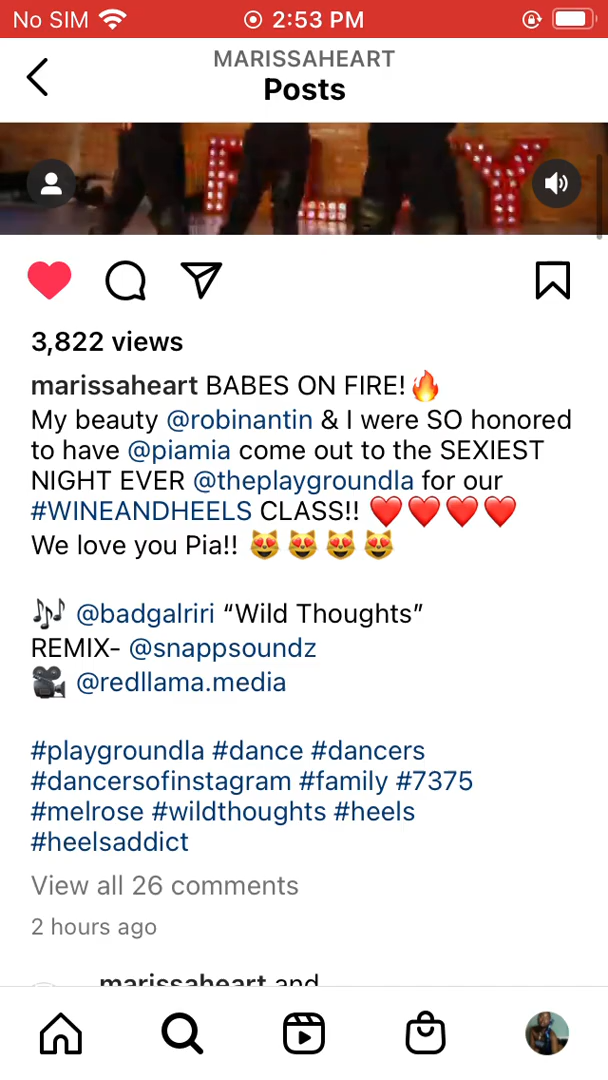 No SIM 2:53 PM
MARISSAHEART
Posts
PLAY
3,822 views
marissaheart BABES ON FIRE!🔥
My beauty @robinantin & I were SO honored
to have @piamia come out to the SEXIEST
NIGHT EVER @theplaygroundla for our
#WINEANDHEELS CLASS!! ❤️❤️❤️❤️
We love you Pia!! 😻😻😻😻
🎶 @badgalriri “Wild Thoughts”
REMIX- @snappsoundz
🎥 @redllama.media
#playgroundla #dance #dancers
#dancersofinstagram #family #7375
#melrose #wildthoughts #heels
#heelsaddict
View all 26 comments
2 hours ago
marissaheart and